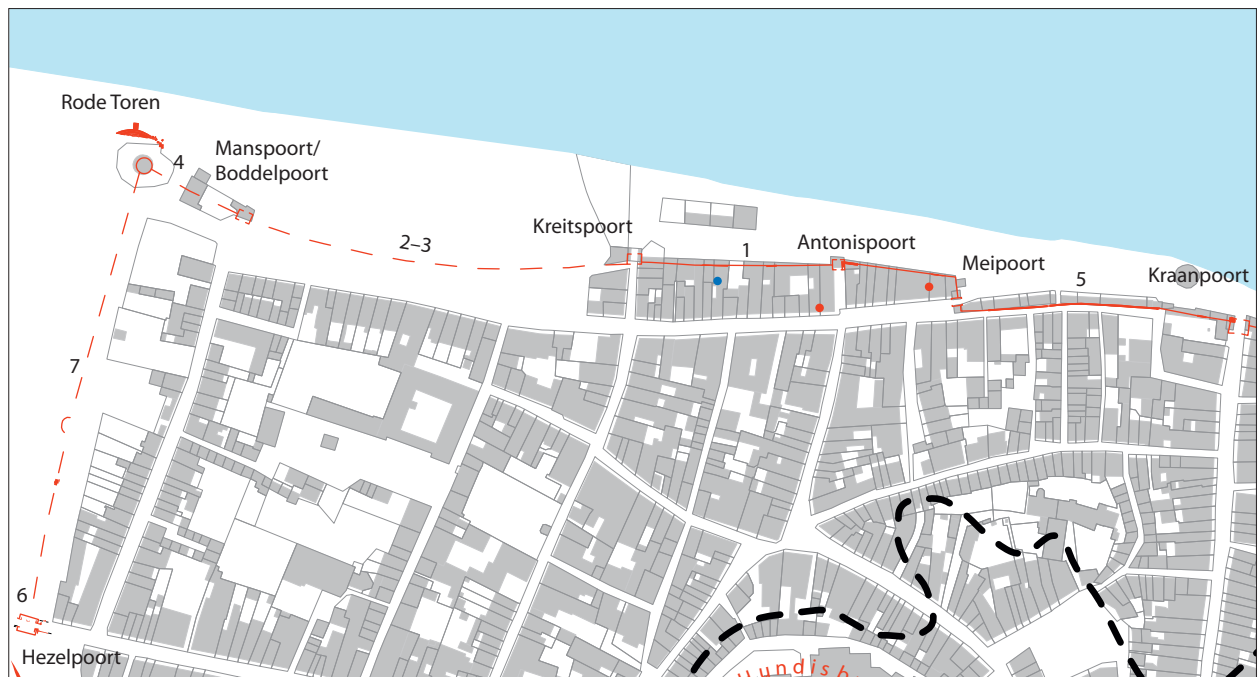 Rode Toren
4
Manspoort/
Boddelpoort
2–3
Kreitspoort
1
Antonispoort
Meipoort
5
Kraanpoort
7
6
Hezelpoort